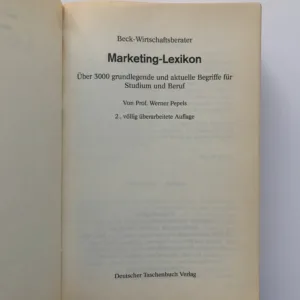 Beck-Wirtschaftsberater
Marketing-Lexikon
Über 3000 grundlegende und aktuelle Begriffe für
Studium und Beruf
Von Prof. Werner Pepels
2., völlig überarbeitete Auflage
Deutscher Taschenbuch Verlag